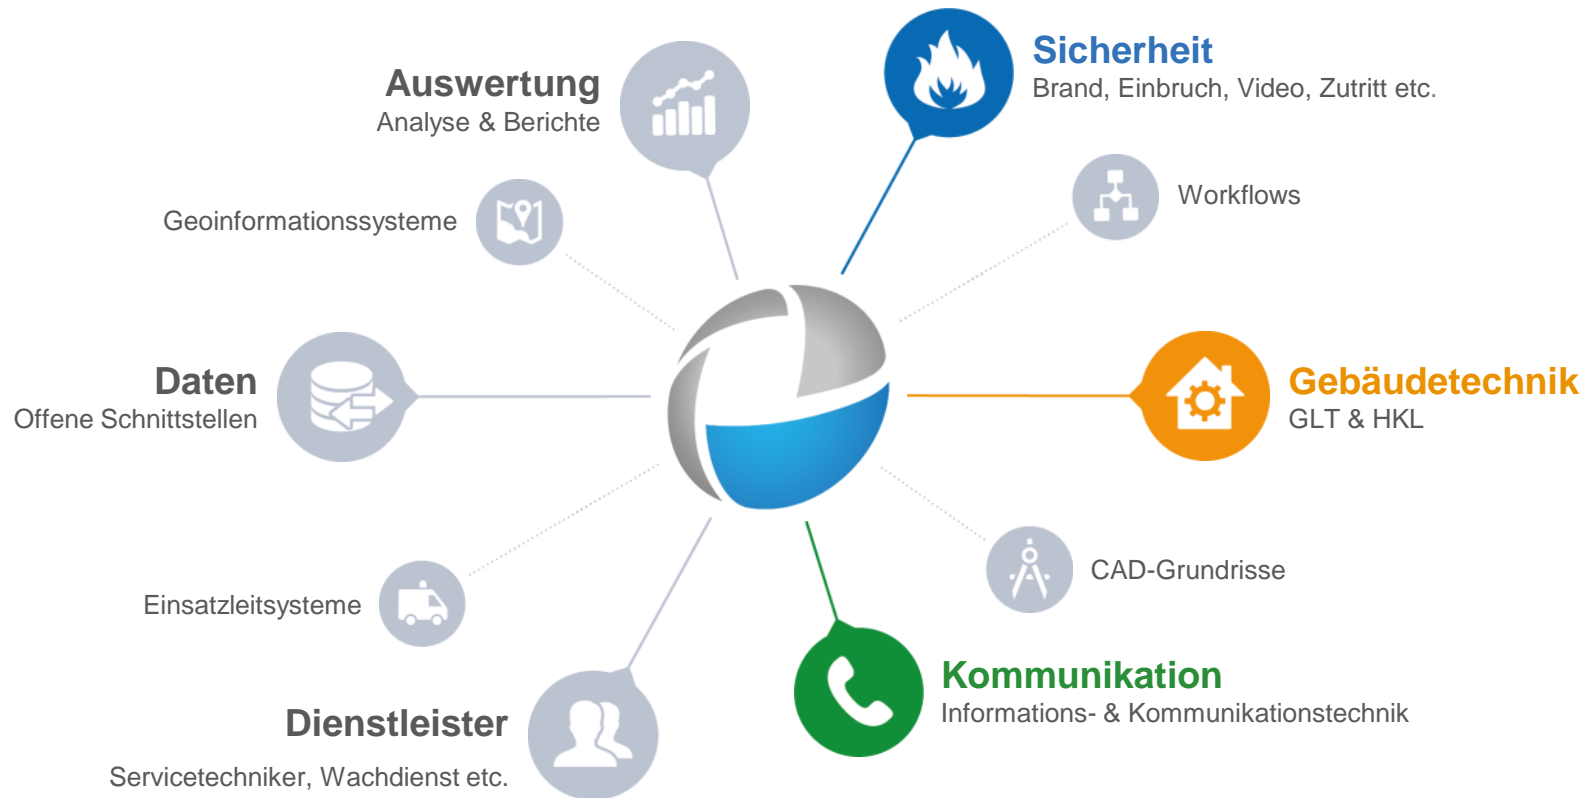 Sicherheit
Brand, Einbruch, Video, Zutritt etc.
Auswertung
Analyse & Berichte
Workflows
Geoinformationssysteme
Daten
Offene Schnittstellen
Gebäudetechnik
GLT & HKL
CAD-Grundrisse
Einsatzleitsysteme
Kommunikation
Informations- & Kommunikationstechnik
Dienstleister
Servicetechniker, Wachdienst etc.